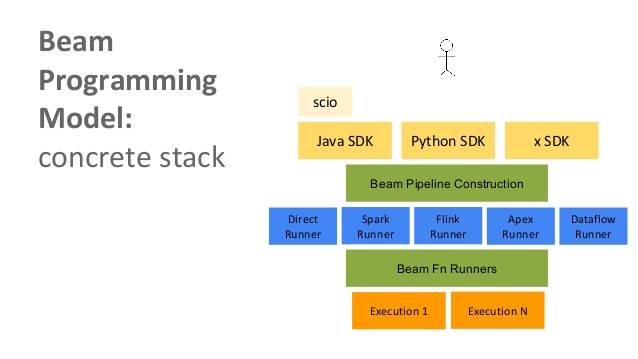 Beam
Programming
Model:
concrete stack
scio
Java SDK
Python SDK
x SDK
Beam Pipeline Construction
Direct
Runner
Spark
Runner
Flink
Runner
Apex
Runner
Dataflow
Runner
Beam Fn Runners
Execution 1
Execution N